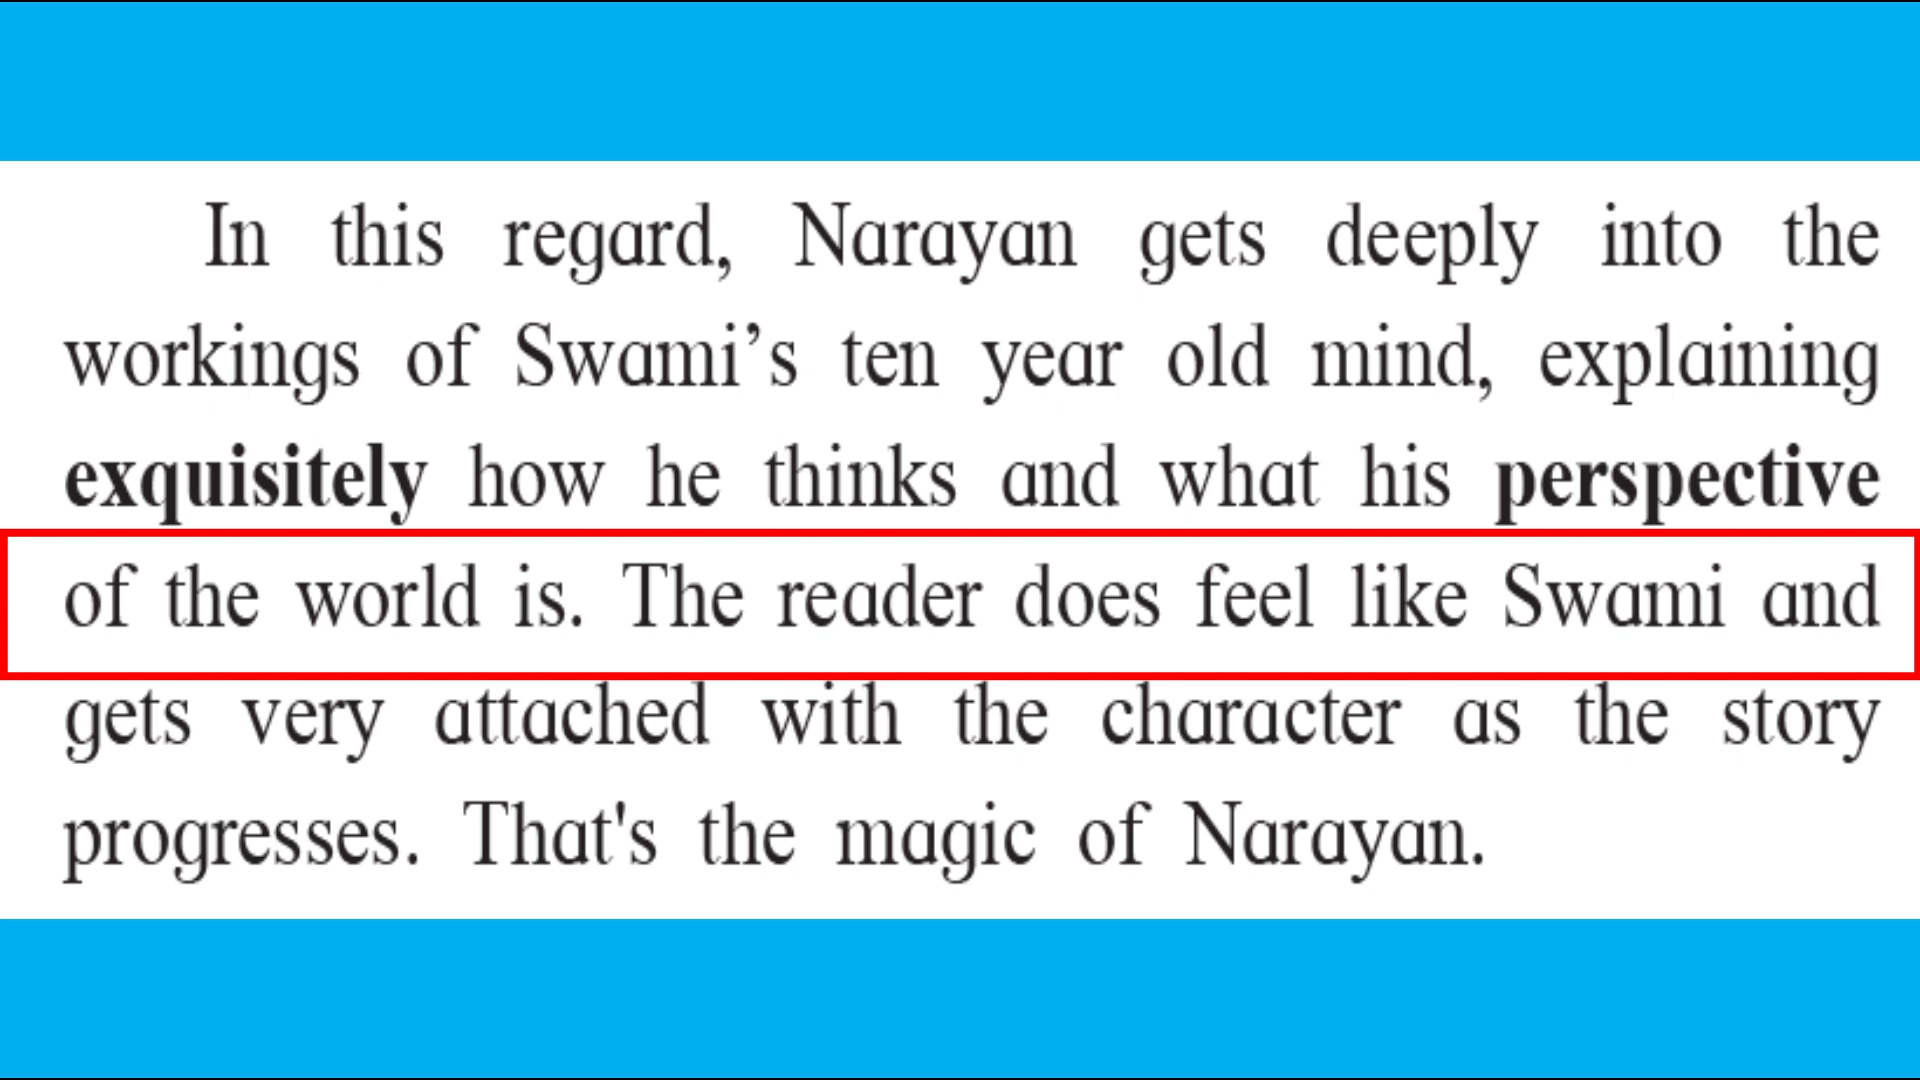 In this regard, Narayan gets deeply into the
workings of Swami’s ten year old mind, explaining
exquisitely how he thinks and what his perspective
of the world is. The reader does feel like Swami and
gets very attached with the character as the story
progresses. That's the magic of Narayan.